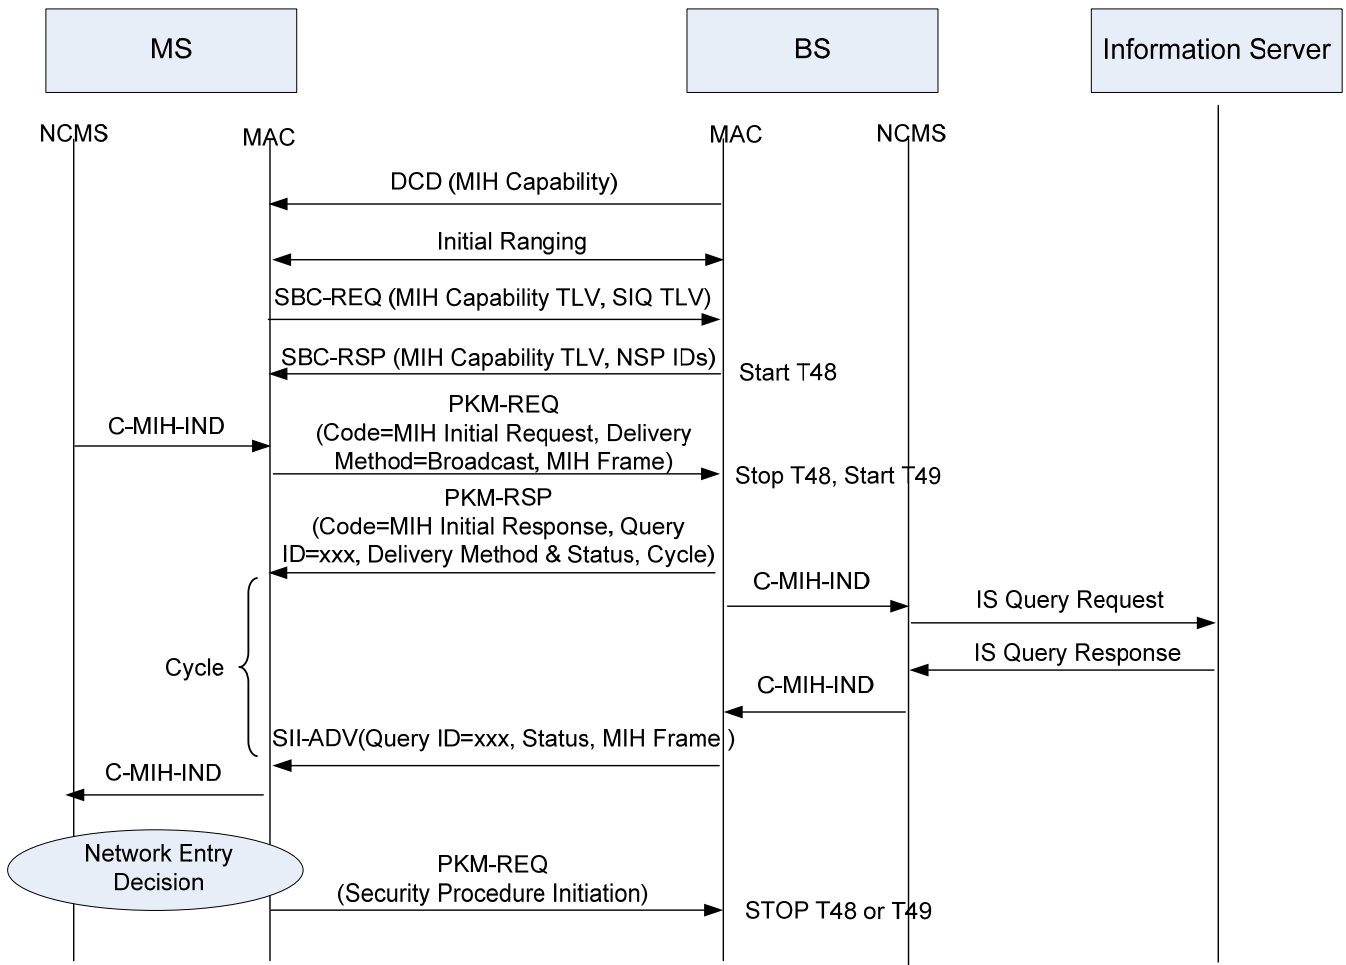 MS
BS
Information Server
NCMS
MAC
MAC
NCMS
DCD (MIH Capability)
Initial Ranging
SBC-REQ (MIH Capability TLV, SIQ TLV)
SBC-RSP (MIH Capability TLV, NSP IDs)
Start T48
C-MIH-IND
PKM-REQ
(Code=MIH Initial Request, Delivery
Method=Broadcast, MIH Frame)
Stop T48, Start T49
PKM-RSP
(Code=MIH Initial Response, Query
ID=xxx, Delivery Method & Status, Cycle)
C-MIH-IND
IS Query Request
IS Query Response
Cycle
C-MIH-IND
SII-ADV(Query ID=xxx, Status, MIH Frame )
C-MIH-IND
Network Entry
Decision
PKM-REQ
(Security Procedure Initiation)
STOP T48 or T49